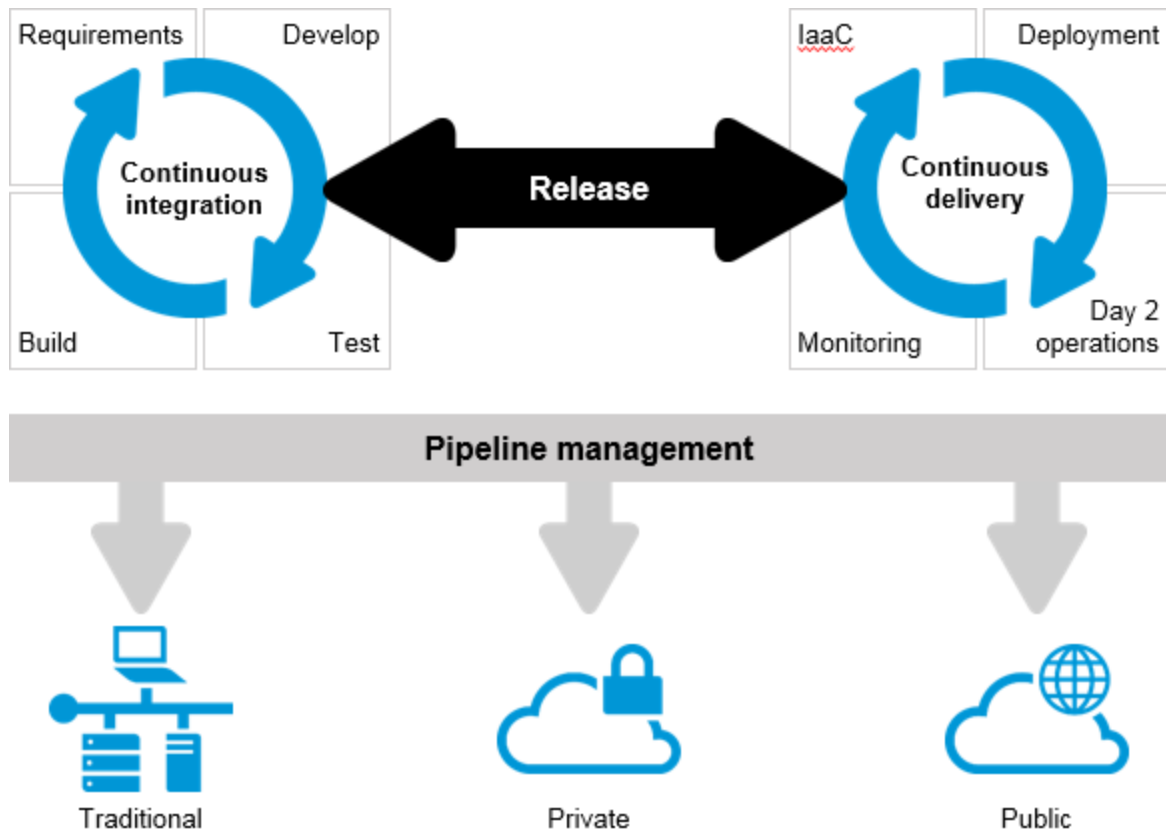 Requirements
Develop
Continuous
integration
Build
Test
Release
IaaC
Deployment
Continuous
delivery
Monitoring
Day 2
operations
Pipeline management
Traditional
Private
Public